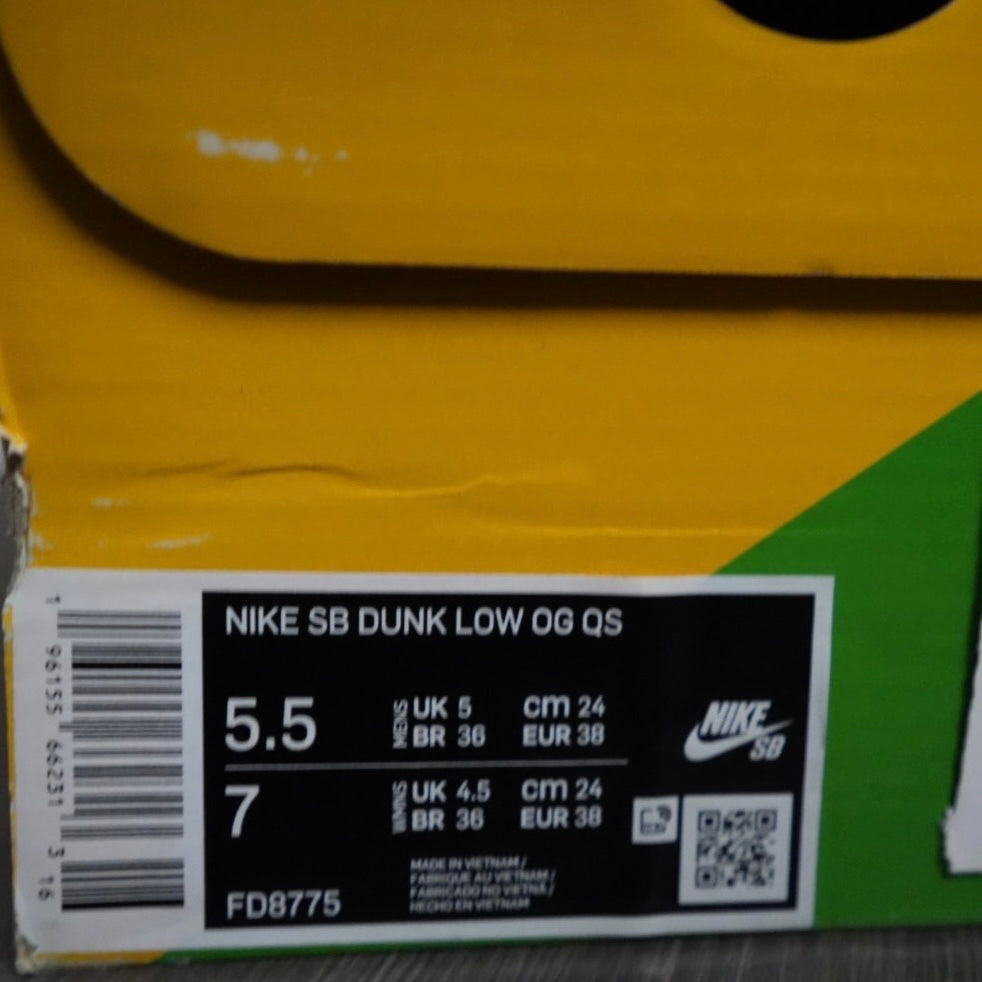 NIKE SB DUNK LOW OG QS
5.5
MENS
UK 5 CM 24
BR 36 EUR 38
7
WMNS
UK 4.5 CM 24
BR 36 EUR 38
FD8775
MADE IN VIETNAM /
FABRIQUE AU VIETNAM /
FABRICADO NO VIETNÃ /
HECHO EN VIETNAM
NIKE
SB
1 96155 66231 3 16